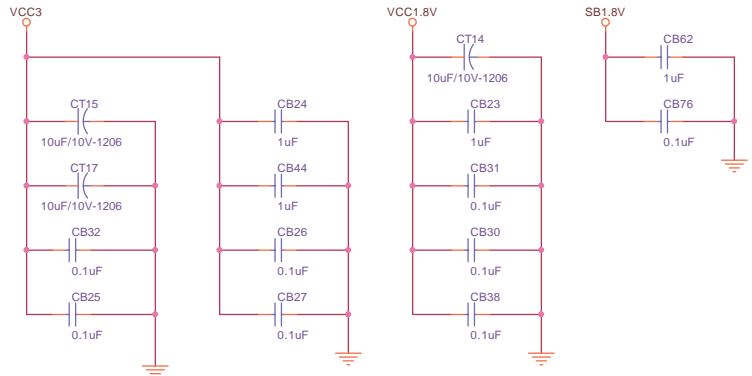 VCC3
VCC1.8V
SB1.8V
CT14
10uF/10V-1206
CB62
1uF
CT15
10uF/10V-1206
CB24
1uF
CB23
1uF
CB76
0.1uF
CT17
10uF/10V-1206
CB44
1uF
CB31
0.1uF
CB32
0.1uF
CB26
0.1uF
CB30
0.1uF
CB25
0.1uF
CB27
0.1uF
CB38
0.1uF